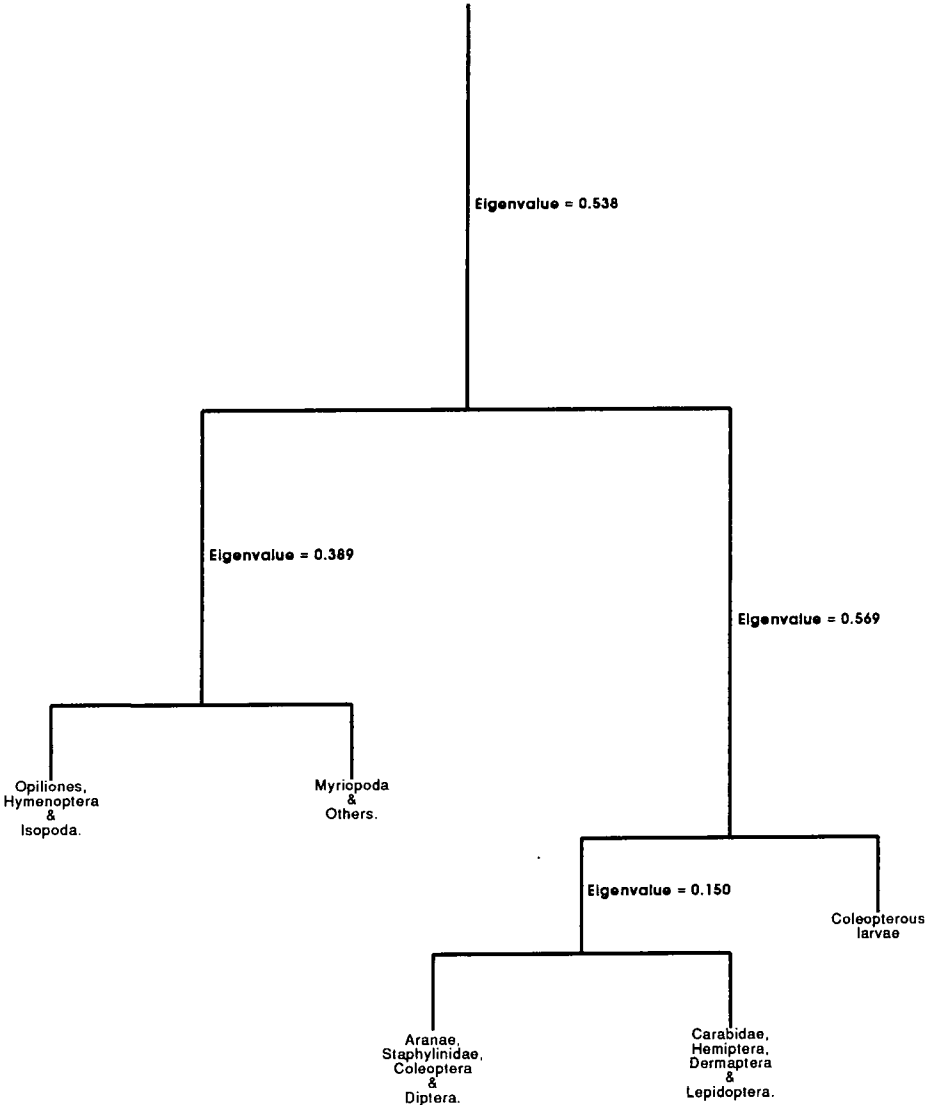 Eigenvalue = 0.538
Eigenvalue = 0.389
Eigenvalue = 0.569
Opiliones,
Hymenoptera
&
Isopoda.
Myriopoda
&
Others.
Eigenvalue = 0.150
Coleopterous
larvae
Aranae,
Staphylinidae,
Coleoptera
&
Diptera.
Carabidae,
Hemiptera,
Dermaptera
&
Lepidoptera.